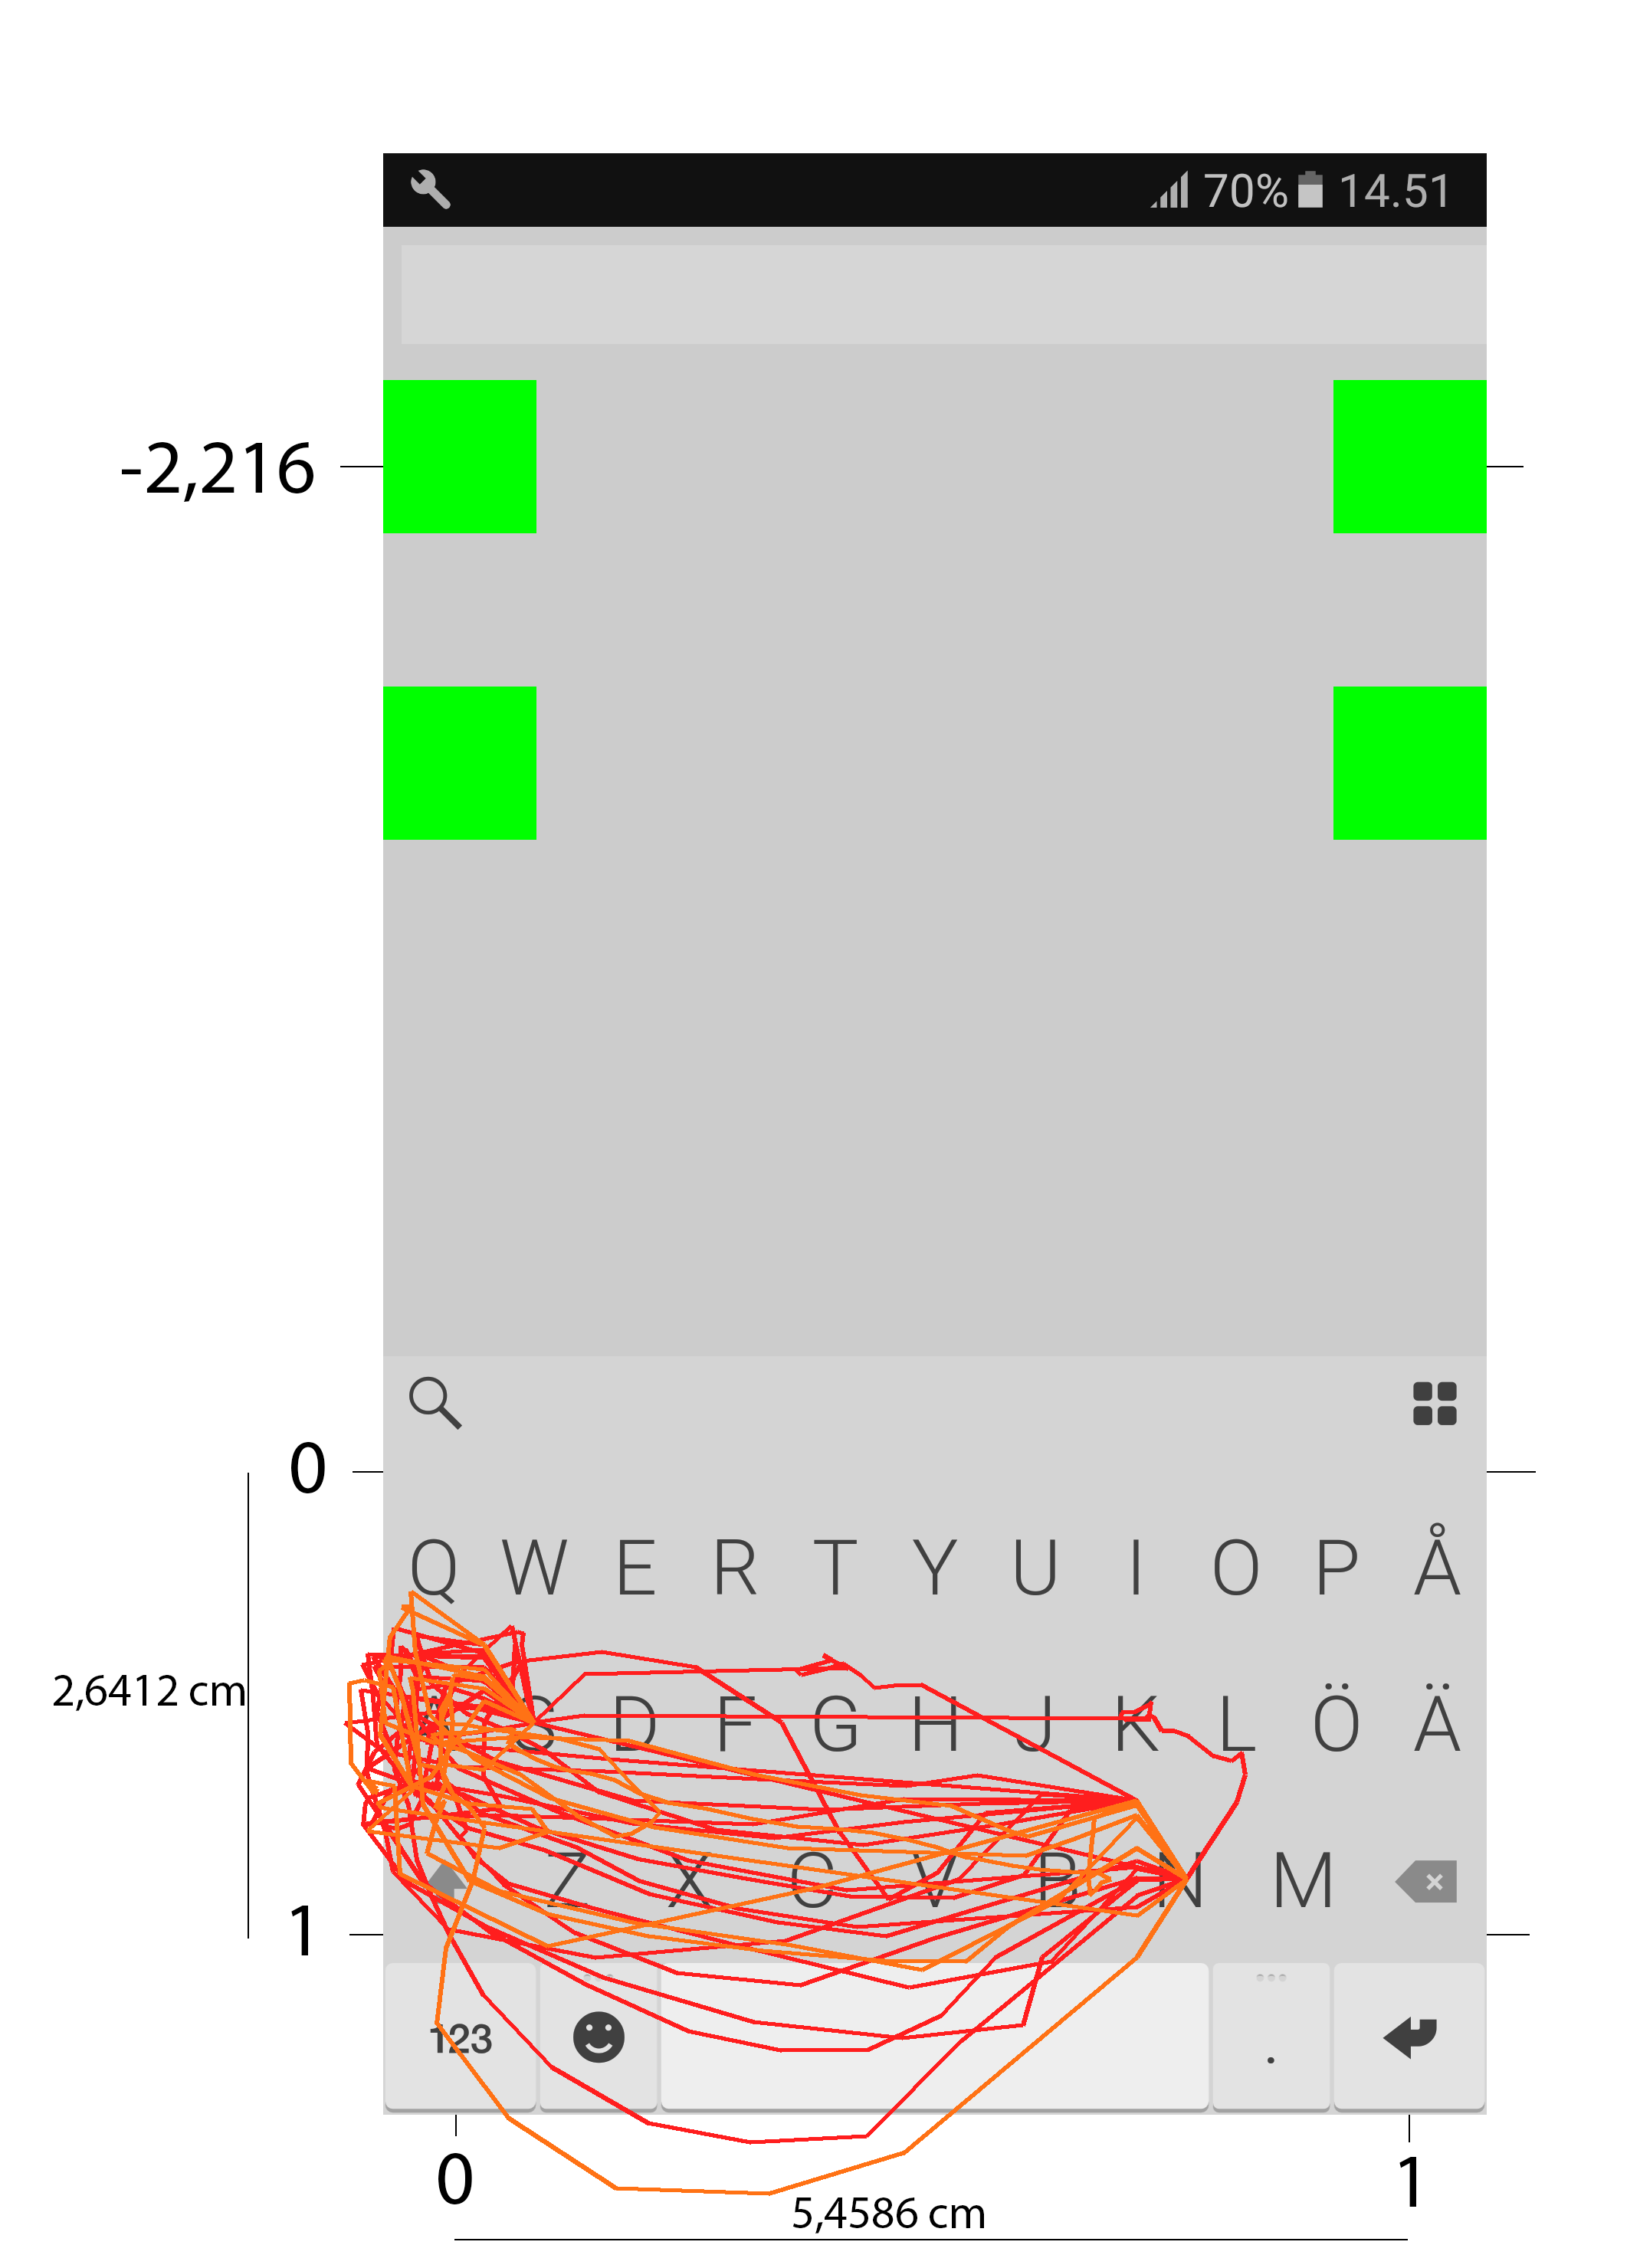 70% 14.51
-2,216
0
Q W E R T Y U I O P Å
2,6412 cm
A S D F G H J K L Ö Ä
Z X C V B N M
1
123 .
0 1
5,4586 cm